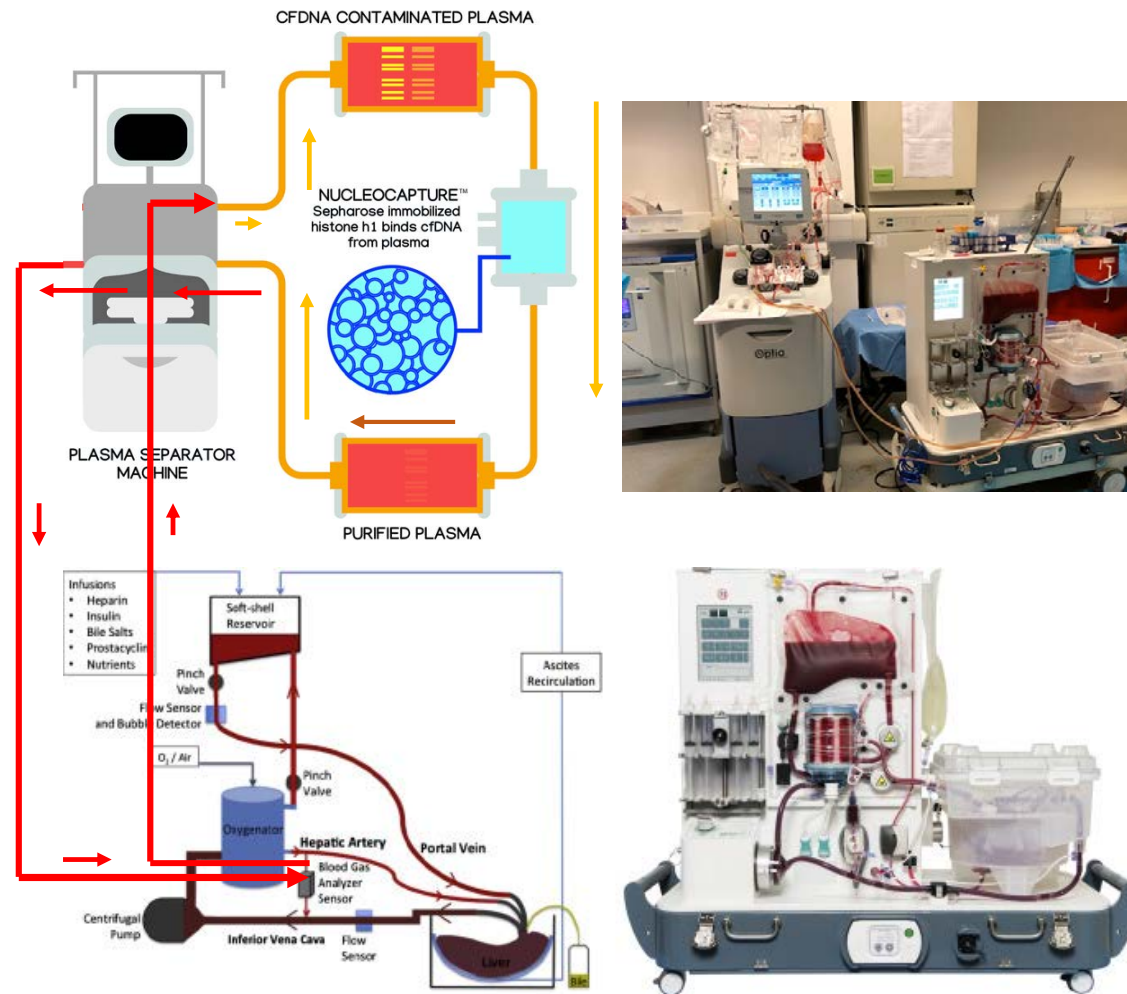 CFDNA CONTAMINATED PLASMA
NUCLEOCAPTURE™
Sepharose immobilized
histone h1 binds cfDNA
from plasma
PLASMA SEPARATOR
MACHINE
PURIFIED PLASMA
Optia
Infusions
• Heparin
• Insulin
• Bile Salts
• Prostacyclin
• Nutrients
Soft-shell
Reservoir
Pinch
Valve
Flow Sensor
and Bubble Detector
Ascites
Recirculation
O2 / Air
Pinch
Valve
Oxygenator
Hepatic Artery
Portal Vein
Blood Gas
Analyzer
Sensor
Centrifugal
Pump
Inferior Vena Cava
Flow
Sensor
Liver
Bile